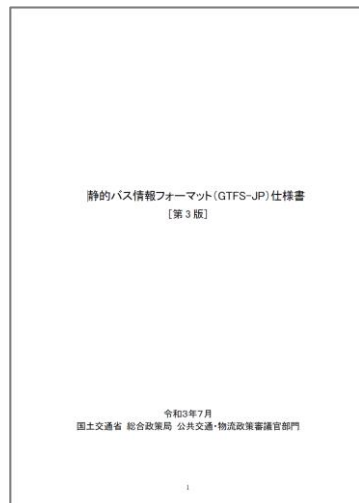 静的バス情報フォーマット(GTFS-JP)仕様書
[第3版]
令和3年7月
国土交通省 総合政策局 公共交通・物流政策審議官部門
1